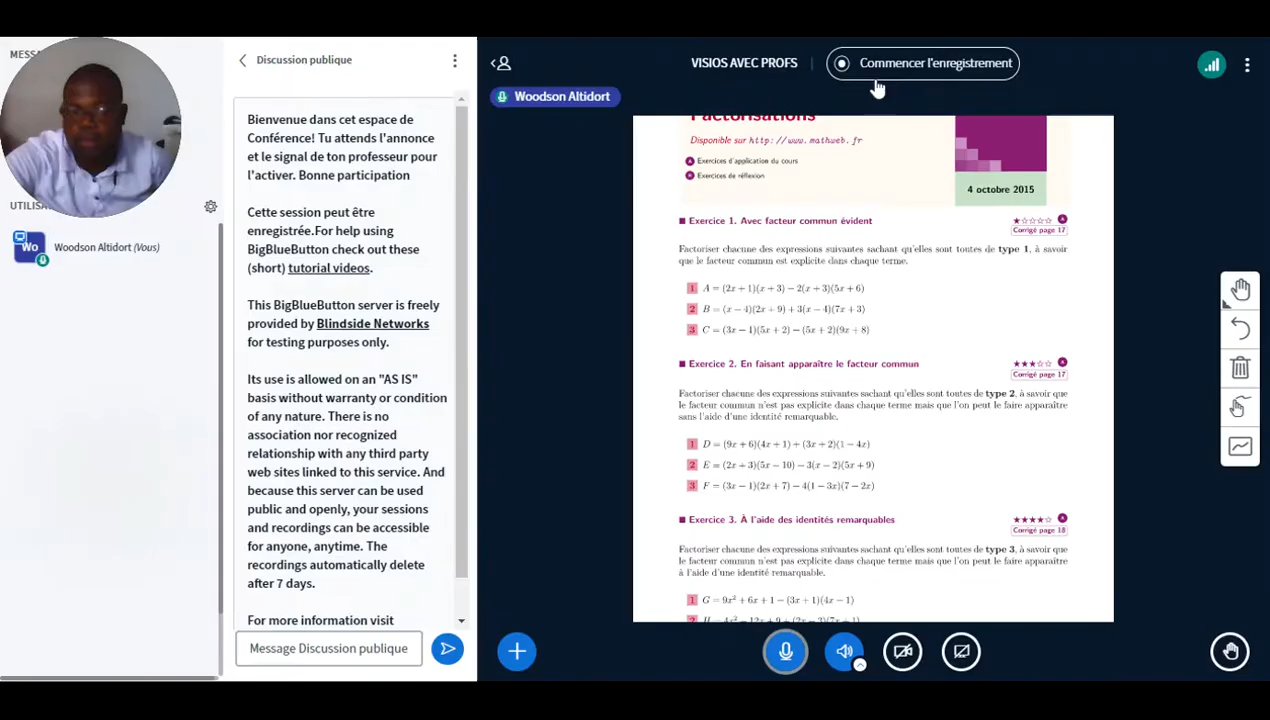 Discussion publique
Bienvenue dans cet espace de
Conférence! Tu attends l'annonce
et le signal de ton professeur pour
l'activer. Bonne participation
Cette session peut être
enregistrée.For help using
BigBlueButton check out these
(short) tutorial videos.
This BigBlueButton server is freely
provided by Blindside Networks
for testing purposes only.
Its use is allowed on an "AS IS"
basis without warranty or condition
of any nature. There is no
association nor recognized
relationship with any third party
web sites linked to this service. And
because this server can be used
public and openly, your sessions
and recordings can be accessible
for anyone, anytime. The
recordings automatically delete
after 7 days.
For more information visit
Message Discussion publique
Wo
Woodson Altidort (Vous)
VISIOS AVEC PROFS
Commencer l'enregistrement
Woodson Altidort
Factorisations
Disponible sur http://www.mathweb.fr
Exercices d'application du cours
Exercices de réflexion
4 octobre 2015
Exercice 1. Avec facteur commun évident
Corrigé page 17
Factoriser chacune des expressions suivantes sachant qu'elles sont toutes de type 1, à savoir
que le facteur commun est explicite dans chaque terme.
1 A = (2x + 1)(x + 3) − 2(x + 3)(5x + 6)
2 B = (x − 4)(2x + 9) + 3(x − 4)(7x + 3)
3 C = (3x − 1)(5x + 2) − (5x + 2)(9x + 8)
Exercice 2. En faisant apparaître le facteur commun
Corrigé page 17
Factoriser chacune des expressions suivantes sachant qu'elles sont toutes de type 2, à savoir que
le facteur commun n'est pas explicite dans chaque terme mais que l'on peut le faire apparaître
sans l'aide d'une identité remarquable.
1 D = (9x + 6)(4x + 1) + (3x + 2)(1 − 4x)
2 E = (2x + 3)(5x − 10) − 3(x − 2)(5x + 9)
3 F = (3x − 1)(2x + 7) − 4(1 − 3x)(7 − 2x)
Exercice 3. À l'aide des identités remarquables
Corrigé page 18
Factoriser chacune des expressions suivantes sachant qu'elles sont toutes de type 3, à savoir que
le facteur commun n'est pas explicite dans chaque terme mais que l'on peut le faire apparaître
à l'aide d'une identité remarquable.
1 G = 9x² + 6x + 1 − (3x + 1)(4x − 1)